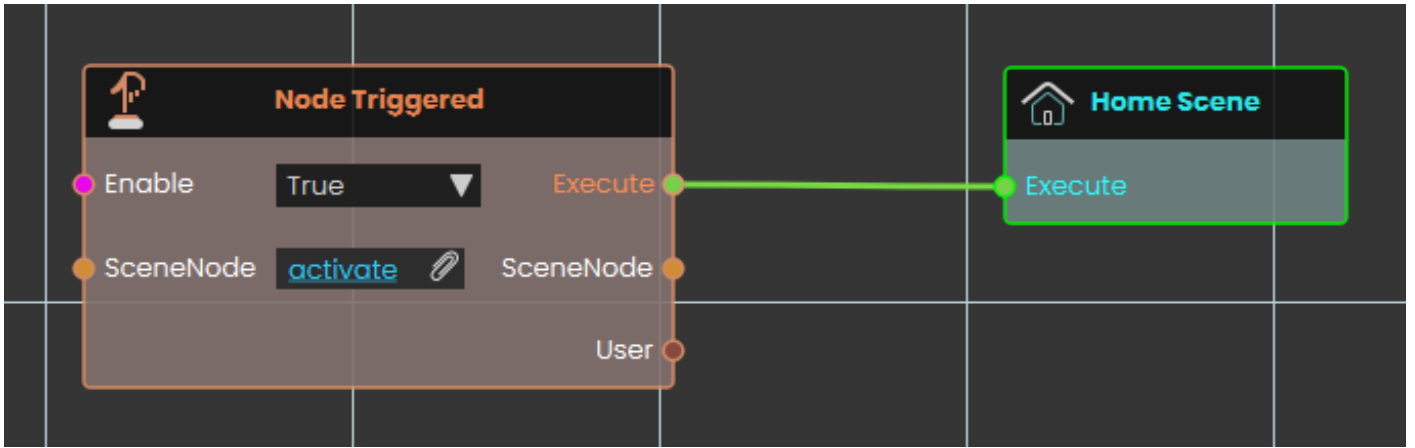 Node Triggered
Home Scene
Enable True Execute
Execute
SceneNode activate SceneNode
User